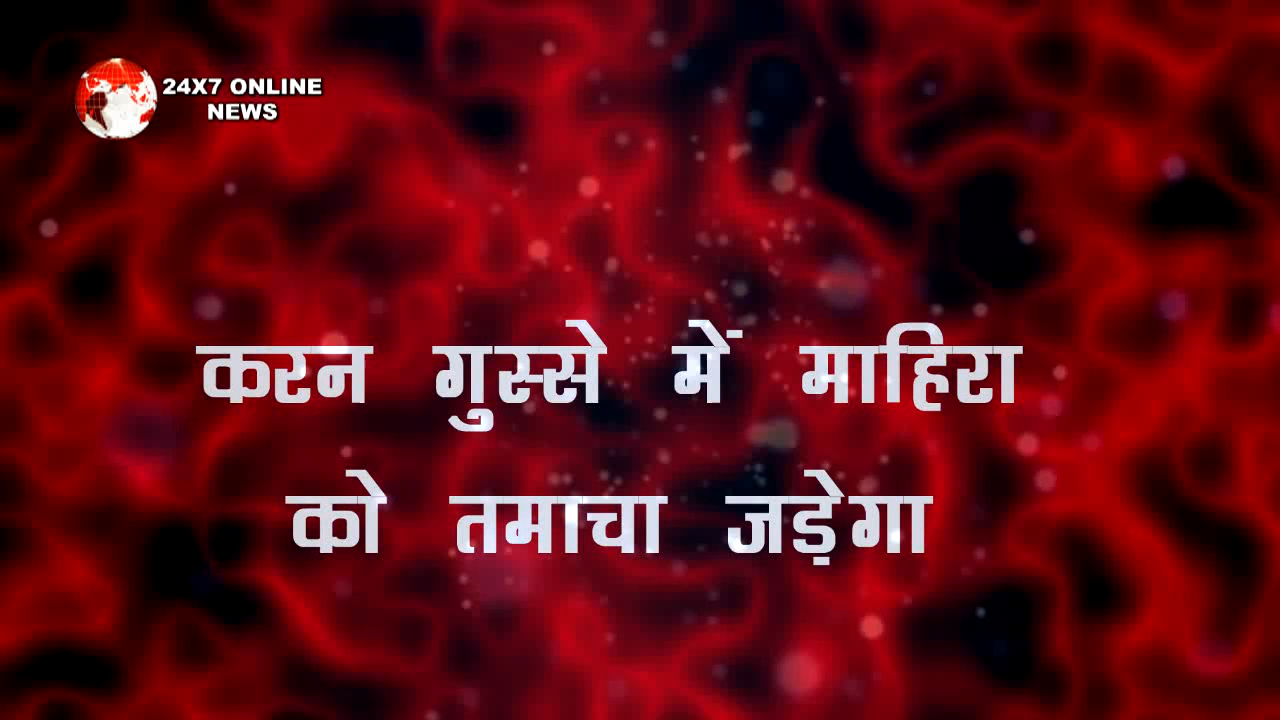 24X7 ONLINE
NEWS
करन गुस्से में माहिरा
को तमाचा जड़ेगा